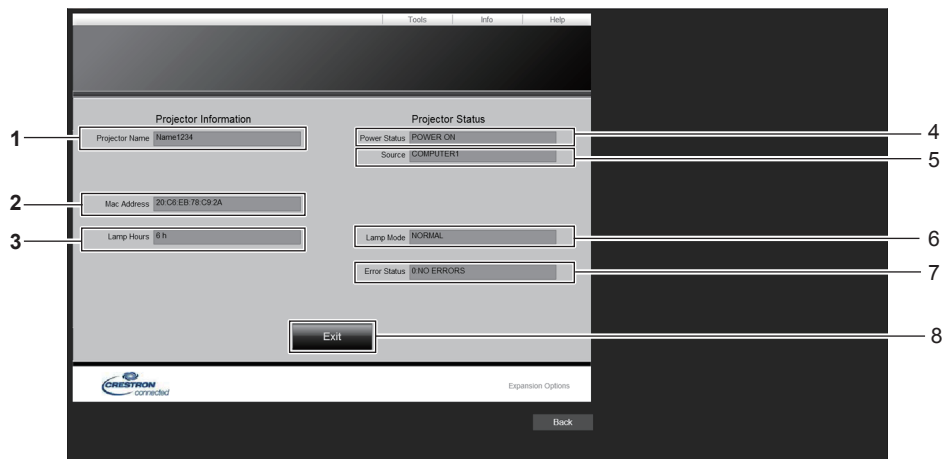 Tools Info Help
Projector Information Projector Status
1 Projector Name Name1234 Power Status POWER ON 4
Source COMPUTER1 5
2 Mac Address 20:C6:EB:78:C9:2A
3 Lamp Hours 6 h Lamp Mode NORMAL 6
Error Status 0:NO ERRORS 7
Exit 8
CRESTRON
connected
Expansion Options
Back